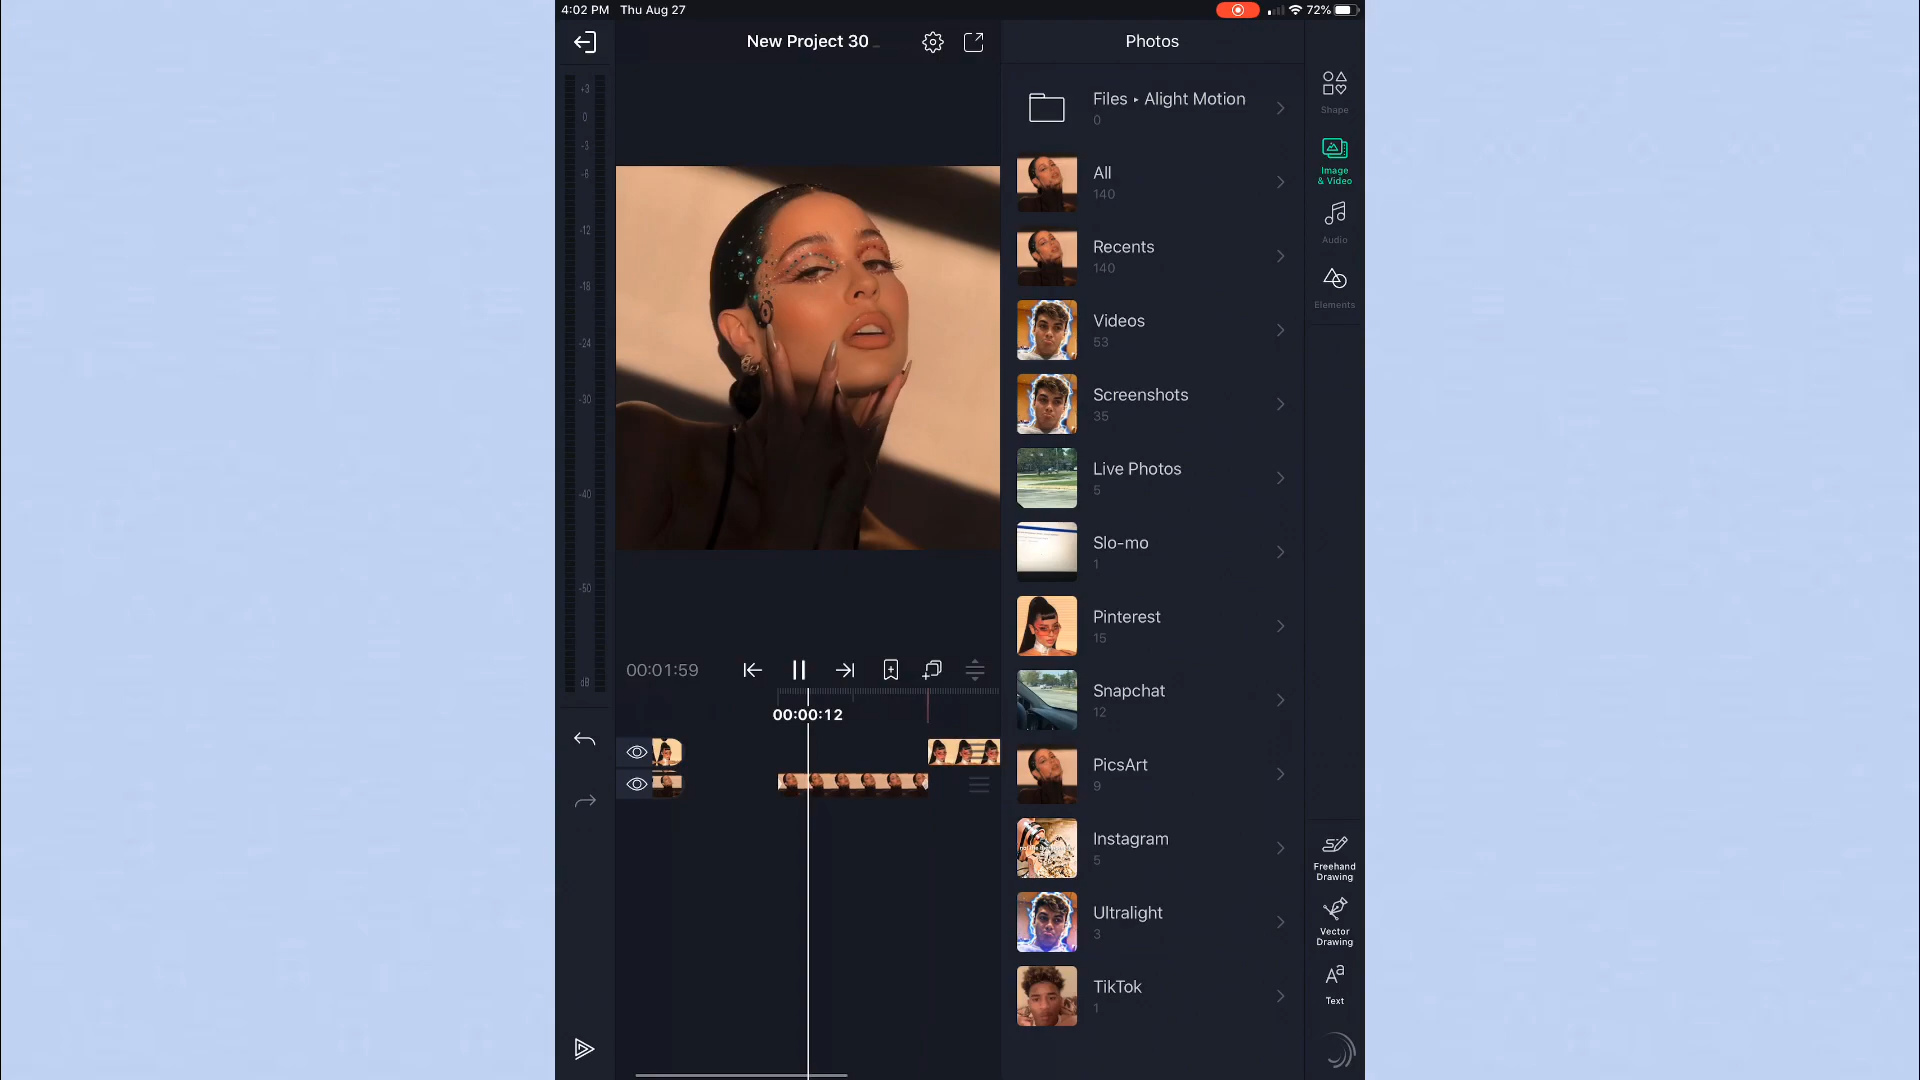 4:02 PM Thu Aug 27
72%
New Project 30
Photos
+3
0
-3
-6
-12
-18
-24
-30
-40
-50
dB
Files ▸ Alight Motion
0
All
140
Recents
140
Videos
53
Screenshots
35
Live Photos
5
Slo-mo
1
Pinterest
15
Snapchat
12
PicsArt
9
Instagram
5
Ultralight
3
TikTok
1
Shape
Image
& Video
Audio
Elements
Freehand
Drawing
Vector
Drawing
Aa
Text
00:01:59
00:00:12